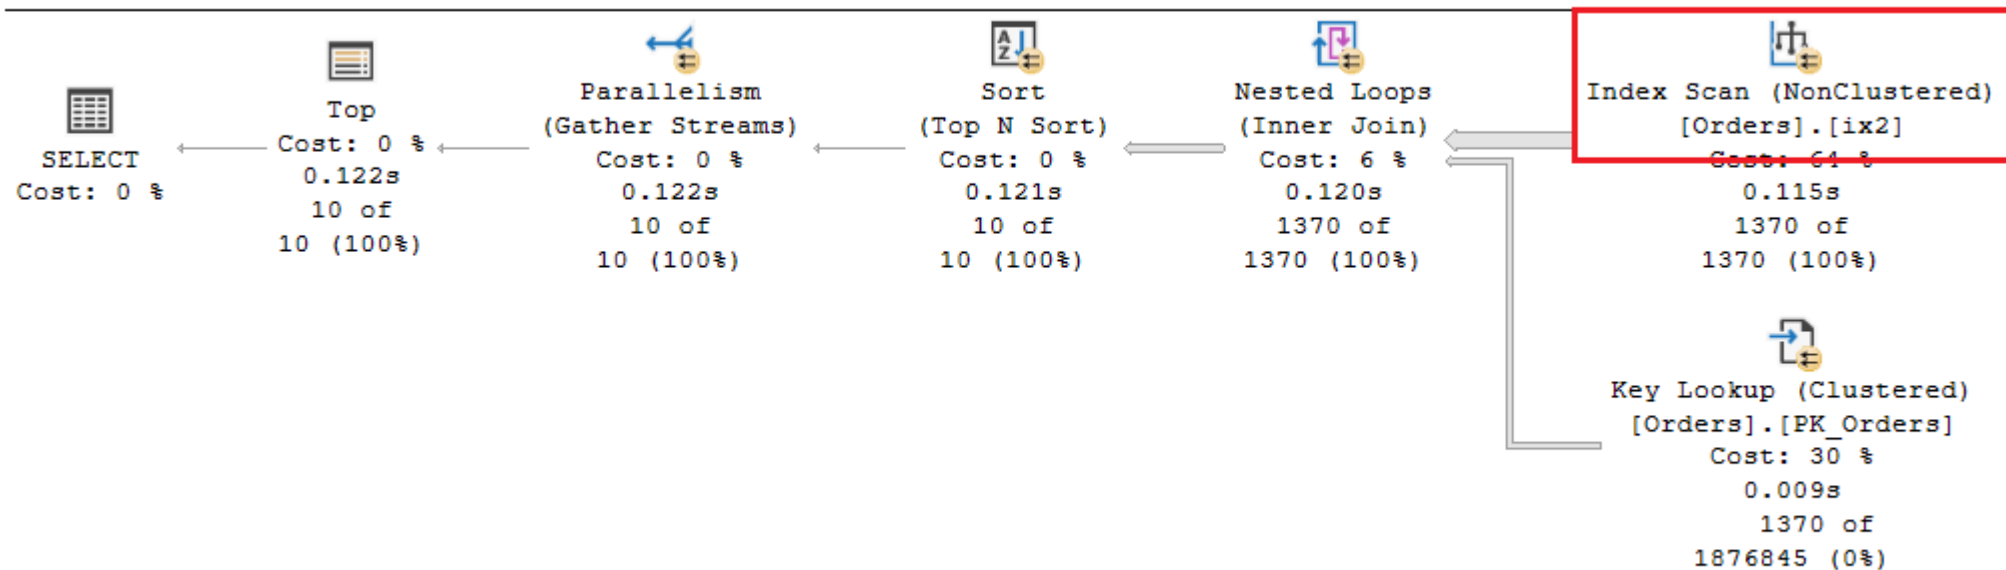 SELECT
Cost: 0 %
Top
Cost: 0 %
0.122s
10 of
10 (100%)
Parallelism
(Gather Streams)
Cost: 0 %
0.122s
10 of
10 (100%)
Sort
(Top N Sort)
Cost: 0 %
0.121s
10 of
10 (100%)
Nested Loops
(Inner Join)
Cost: 6 %
0.120s
1370 of
1370 (100%)
Index Scan (NonClustered)
[Orders].[ix2]
Cost: 64 %
0.115s
1370 of
1370 (100%)
Key Lookup (Clustered)
[Orders].[PK_Orders]
Cost: 30 %
0.009s
1370 of
1876845 (0%)